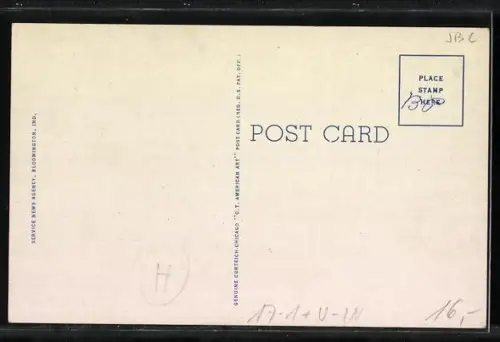 JBC
PLACE
STAMP
HERE
POST CARD
SERVICE NEWS AGENCY, BLOOMINGTON, IND.
GENUINE CURTEICH-CHICAGO "C.T. AMERICAN ART" POST CARD (REG. U.S. PAT. OFF.)
H
16,-